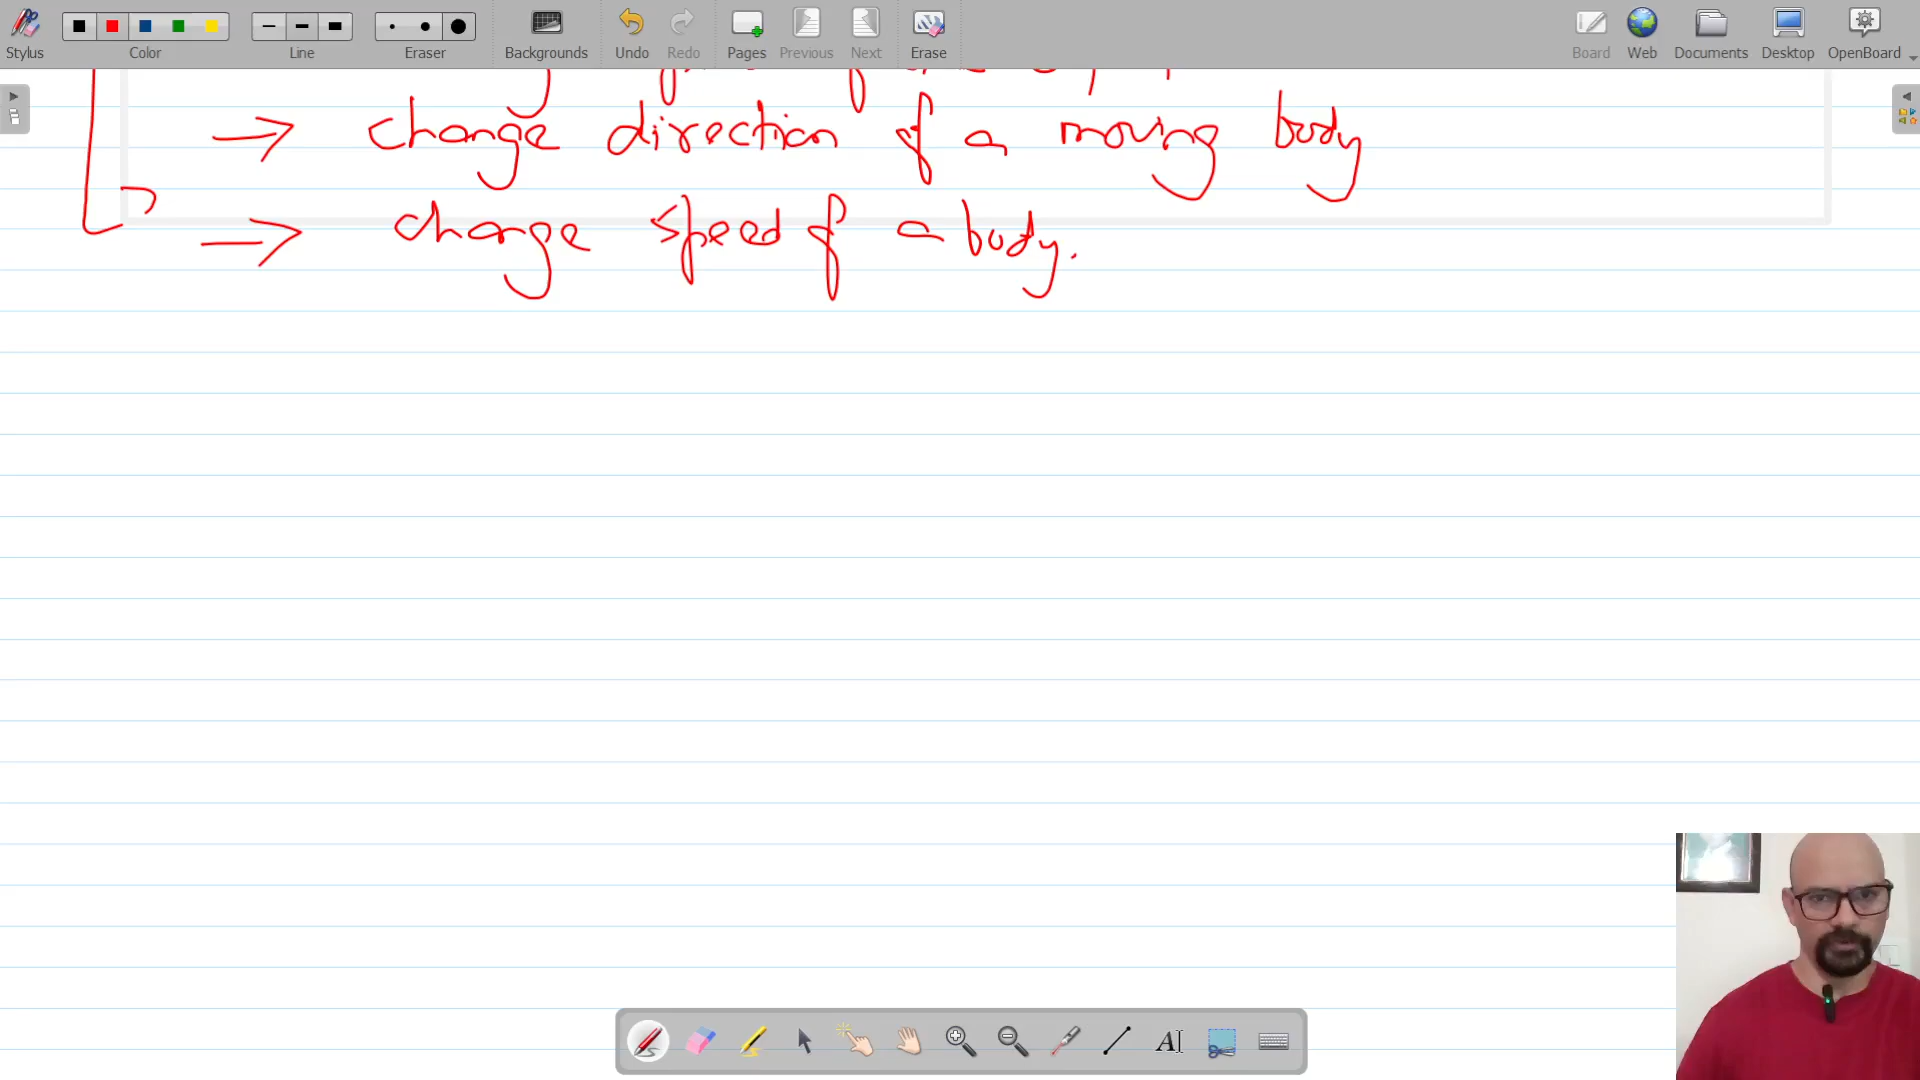 Stylus Color Line Eraser Backgrounds Undo Redo Pages Previous Next Erase Board Web Documents Desktop OpenBoard
→ change direction of a moving body
→ change speed of a body.